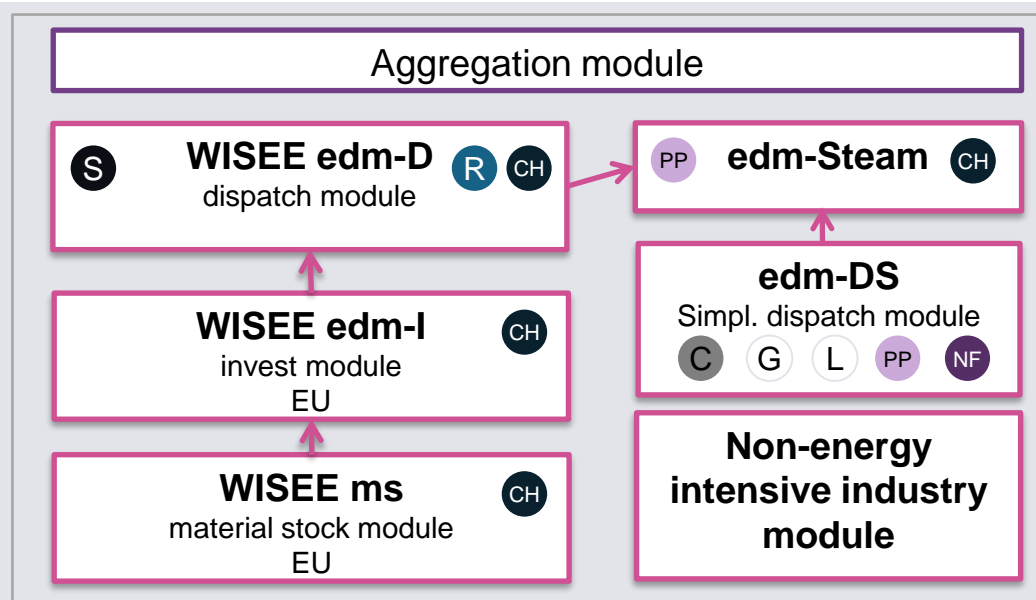 Aggregation module
S
WISEE edm-D
R
CH
dispatch module
PP
edm-Steam
CH
WISEE edm-I
CH
invest module
EU
edm-DS
Simpl. dispatch module
C
G
L
PP
NF
WISEE ms
CH
material stock module
EU
Non-energy
intensive industry
module